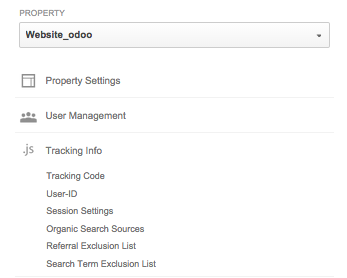 PROPERTY
Website_odoo
Property Settings
User Management
.js Tracking Info
Tracking Code
User-ID
Session Settings
Organic Search Sources
Referral Exclusion List
Search Term Exclusion List